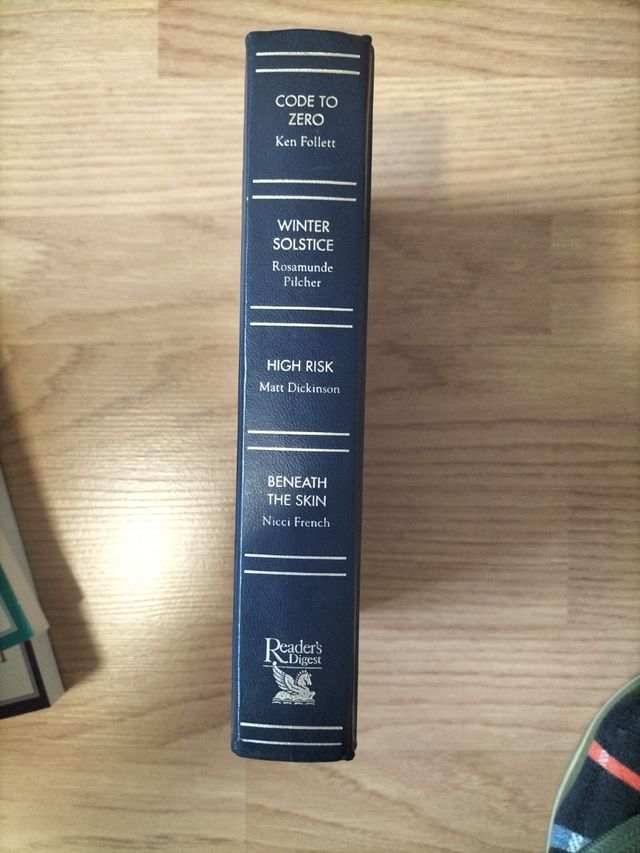 CODE TO
ZERO
Ken Follett
WINTER
SOLSTICE
Rosamunde
Pilcher
HIGH RISK
Matt Dickinson
BENEATH
THE SKIN
Nicci French
Reader's
Digest